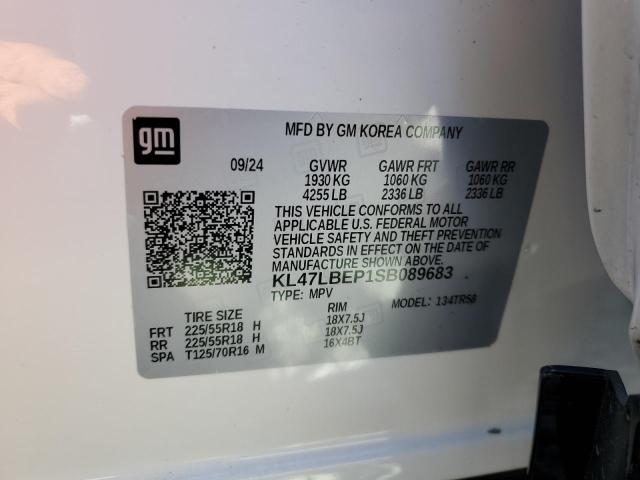 gm
MFD BY GM KOREA COMPANY
09/24 GVWR GAWR FRT GAWR RR
1930 KG 1060 KG 1060 KG
4255 LB 2336 LB 2336 LB
THIS VEHICLE CONFORMS TO ALL
APPLICABLE U.S. FEDERAL MOTOR
VEHICLE SAFETY AND THEFT PREVENTION
STANDARDS IN EFFECT ON THE DATE OF
MANUFACTURE SHOWN ABOVE.
KL47LBEP1SB089683
TYPE: MPV MODEL: 134TR58
TIRE SIZE RIM
FRT 225/55R18 H 18X7.5J
RR 225/55R18 H 18X7.5J
SPA T125/70R16 M 16X4BT